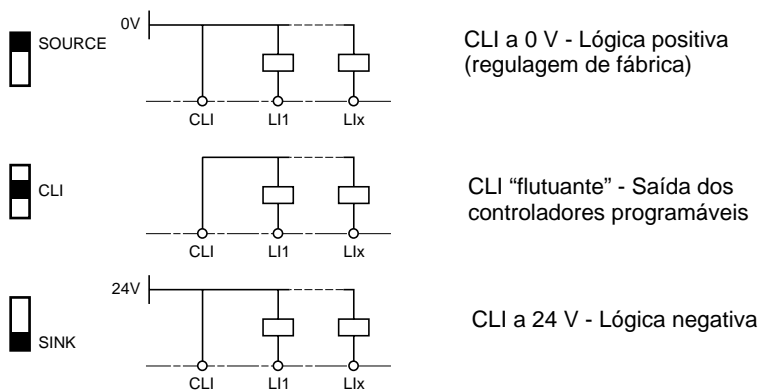 0V
SOURCE
CLI LI1 LIx
CLI a 0 V - Lógica positiva
(regulagem de fábrica)
CLI
CLI LI1 LIx
CLI “flutuante” - Saída dos
controladores programáveis
24V
SINK
CLI LI1 LIx
CLI a 24 V - Lógica negativa